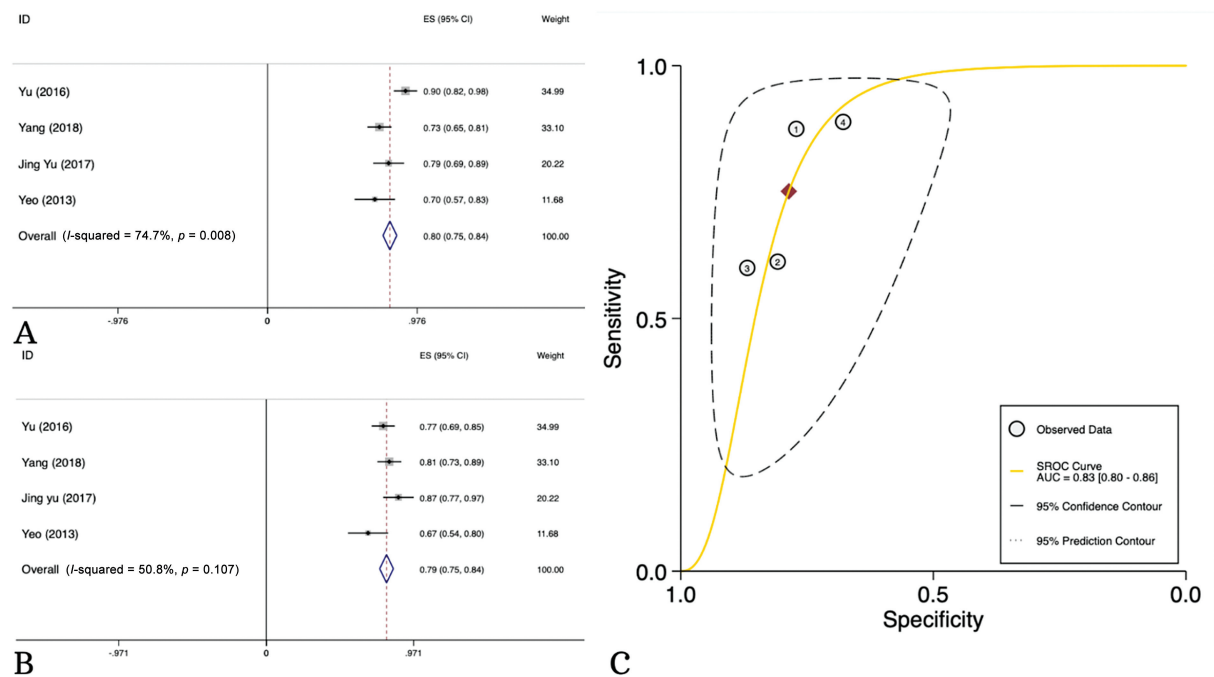 ID ES (95% CI) Weight
Yu (2016) 0.90 (0.82, 0.98) 34.99
Yang (2018) 0.73 (0.65, 0.81) 33.10
Jing Yu (2017) 0.79 (0.69, 0.89) 20.22
Yeo (2013) 0.70 (0.57, 0.83) 11.68
Overall (I-squared = 74.7%, p = 0.008) 0.80 (0.75, 0.84) 100.00
-.976 0 .976
A
ID ES (95% CI) Weight
Yu (2016) 0.77 (0.69, 0.85) 34.99
Yang (2018) 0.81 (0.73, 0.89) 33.10
Jing yu (2017) 0.87 (0.77, 0.97) 20.22
Yeo (2013) 0.67 (0.54, 0.80) 11.68
Overall (I-squared = 50.8%, p = 0.107) 0.79 (0.75, 0.84) 100.00
-.971 0 .971
B
Sensitivity
1.0
0.5
0.0
1
4
3
2
Observed Data
SROC Curve
AUC = 0.83 [0.80 - 0.86]
95% Confidence Contour
95% Prediction Contour
1.0 0.5 0.0
Specificity
C